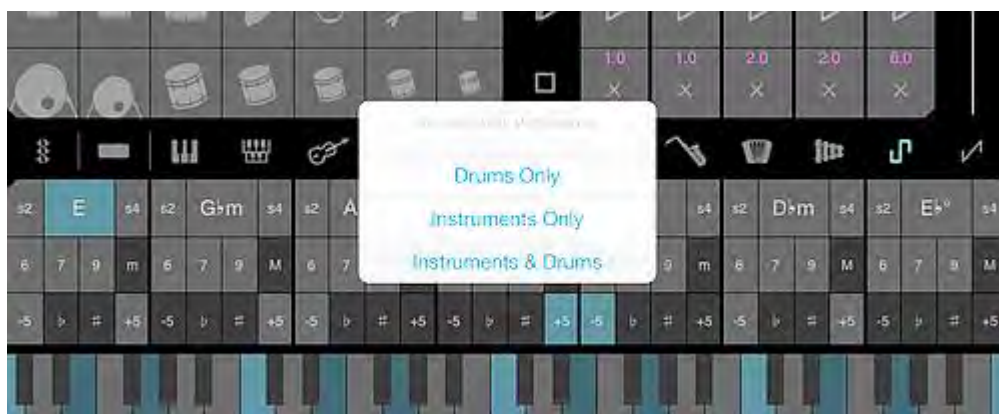 1.0 1.0 2.0 2.0 6.0
Drums Only
Instruments Only
Instruments & Drums
s2 E s4 s2 G♭m s4 s2 A s4 s2 D♭m s4 s2 E♭° s4
6 7 9 m 6 7 9 M 6 7 9 m 6 7 9 M 6 7 9 M
-5 ♭ # +5 -5 ♭ # +5 -5 ♭ # +5 -5 ♭ # +5 -5 ♭ # +5 -5 ♭ # +5 -5 ♭ # +5